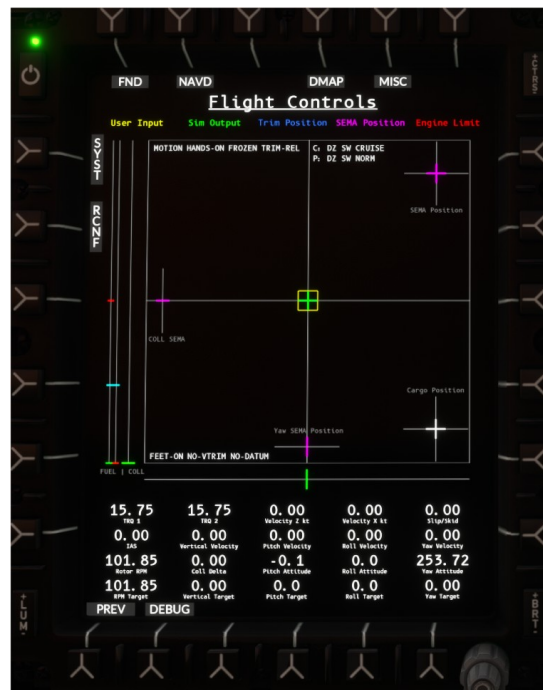 FND NAVD DMAP MISC
Flight Controls
User Input Sim Output Trim Position SEMA Position Engine Limit
SYST
RCNF
MOTION HANDS-ON FROZEN TRIM-REL
C: DZ SW CRUISE
P: DZ SW NORM
SEMA Position
COLL SEMA
Cargo Position
Yaw SEMA Position
FEET-ON NO-VTRIM NO-DATUM
FUEL | COLL
15.75 15.75 0.00 0.00 0.00
TRQ 1 TRQ 2 Velocity Z kt Velocity X kt Slip/Skid
0.00 0.00 0.00 0.00 0.00
IAS Vertical Velocity Pitch Velocity Roll Velocity Yaw Velocity
101.85 0.00 -0.1 0.0 253.72
Rotor RPM Coll Delta Pitch Attitude Roll Attitude Yaw Attitude
101.85 0.00 0.0 0.0 0.00
RPM Target Vertical Target Pitch Target Roll Target Yaw Target
PREV DEBUG
+CTRS-
+LUM-
+BRT-